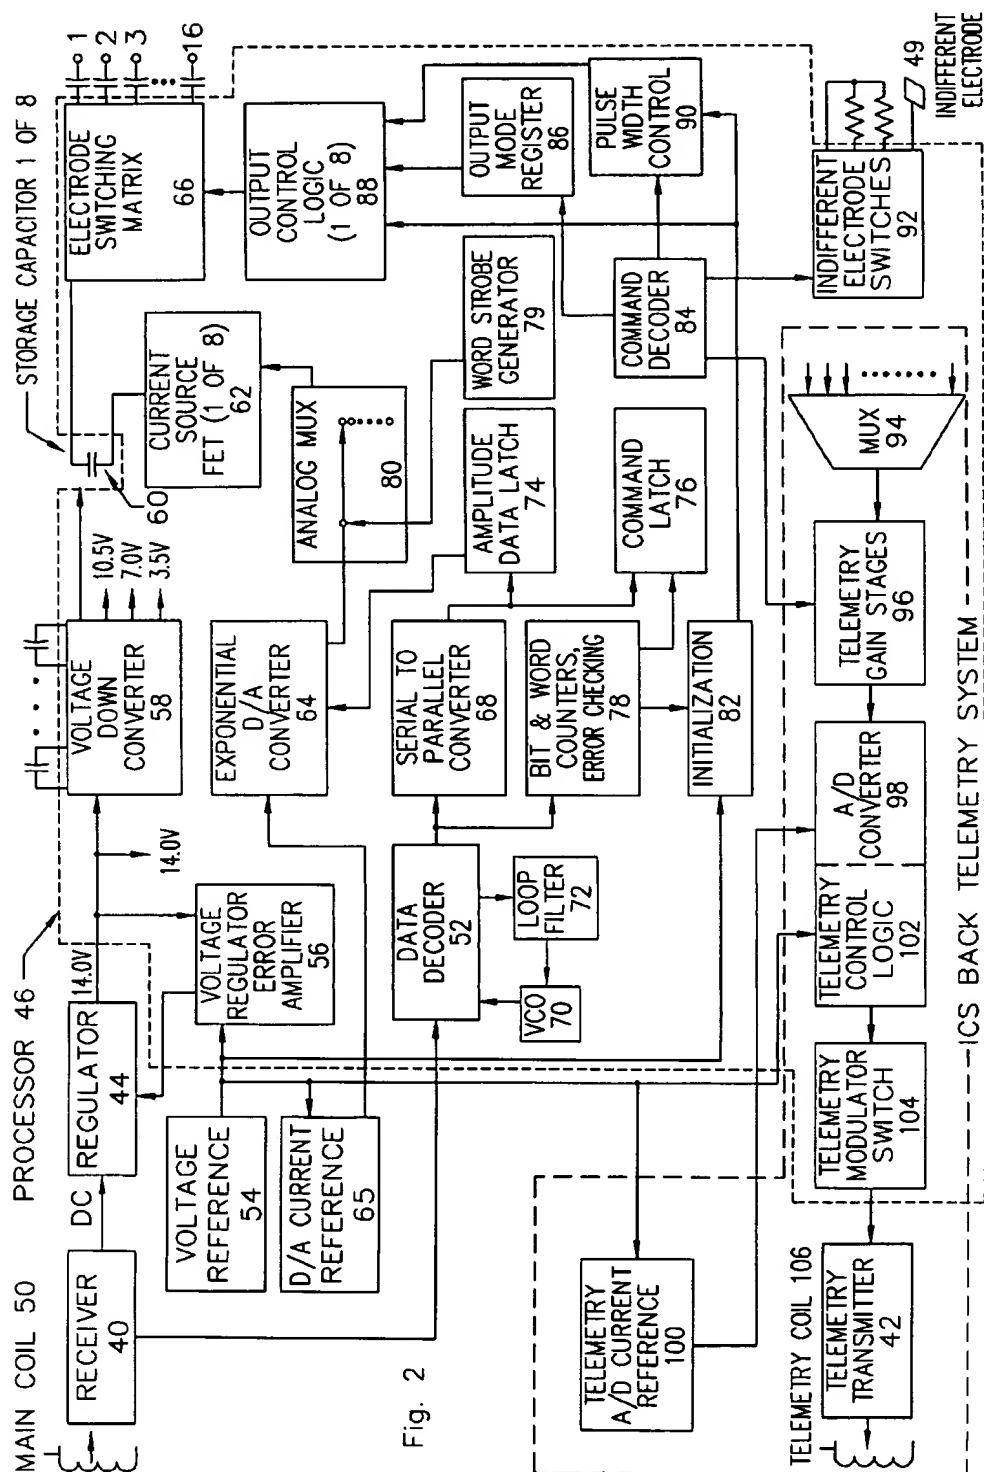 MAIN COIL 50
PROCESSOR 46
STORAGE CAPACITOR 1 OF 8
RECEIVER
40
DC
REGULATOR
44
14.0V
14.0V
VOLTAGE
DOWN
CONVERTER
58
10.5V
7.0V
3.5V
60
ELECTRODE
SWITCHING
MATRIX
66
1
2
3
16
VOLTAGE
REFERENCE
54
VOLTAGE
REGULATOR
ERROR
AMPLIFIER
56
CURRENT
SOURCE
FET (1 OF 8)
62
OUTPUT
CONTROL
LOGIC
(1 OF 8)
88
D/A CURRENT
REFERENCE
65
EXPONENTIAL
D/A
CONVERTER
64
ANALOG MUX
80
DATA
DECODER
52
SERIAL TO
PARALLEL
CONVERTER
68
AMPLITUDE
DATA LATCH
74
WORD STROBE
GENERATOR
79
OUTPUT
MODE
REGISTER
86
Fig. 2
VCO
70
LOOP
FILTER
72
BIT & WORD
COUNTERS,
ERROR CHECKING
78
COMMAND
LATCH
76
COMMAND
DECODER
84
PULSE
WIDTH
CONTROL
90
INITIALIZATION
82
TELEMETRY
A/D CURRENT
REFERENCE
100
INDIFFERENT
ELECTRODE
SWITCHES
92
49
INDIFFERENT
ELECTRODE
TELEMETRY COIL 106
TELEMETRY
TRANSMITTER
42
TELEMETRY
MODULATOR
SWITCH
104
TELEMETRY
CONTROL
LOGIC
102
A/D
CONVERTER
98
TELEMETRY
GAIN STAGES
96
MUX
94
ICS BACK TELEMETRY SYSTEM